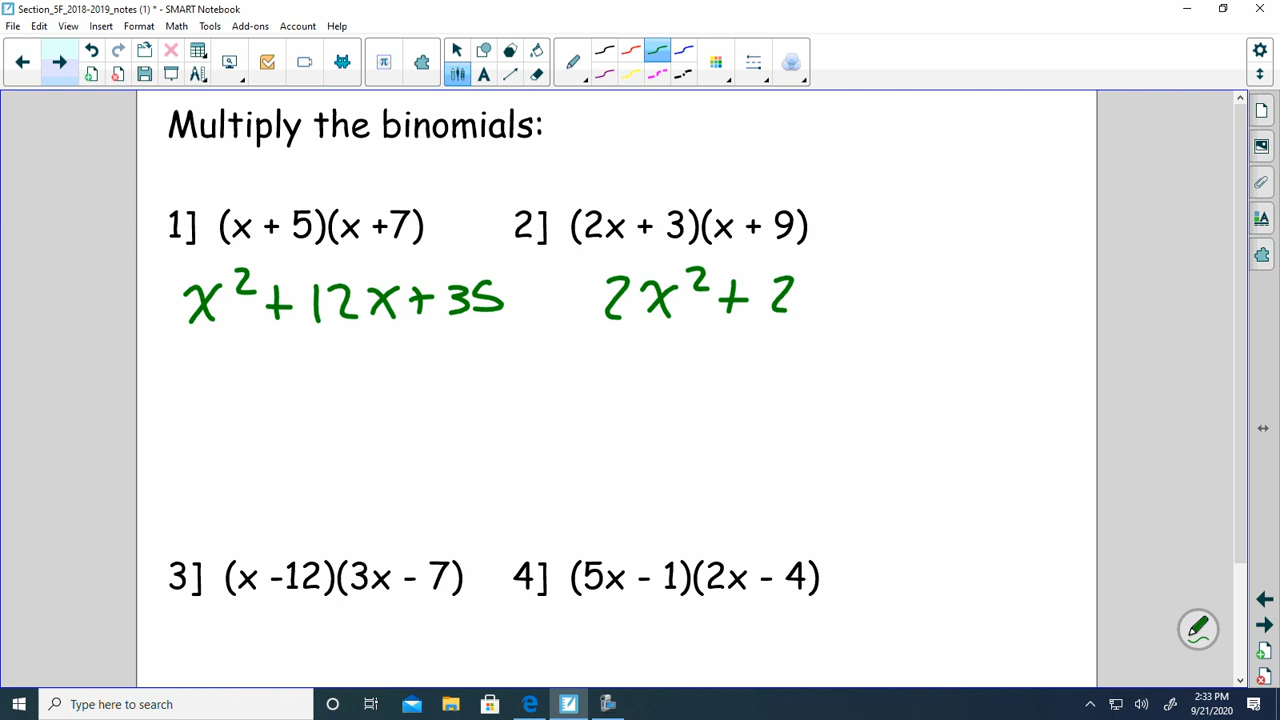 Section_5F_2018-2019_notes (1) * - SMART Notebook
File Edit View Insert Format Math Tools Add-ons Account Help
Multiply the binomials:
1] (x + 5)(x +7) 2] (2x + 3)(x + 9)
x² + 12x + 35 2x² + 2
3] (x -12)(3x - 7) 4] (5x - 1)(2x - 4)
Type here to search
2:33 PM
9/21/2020